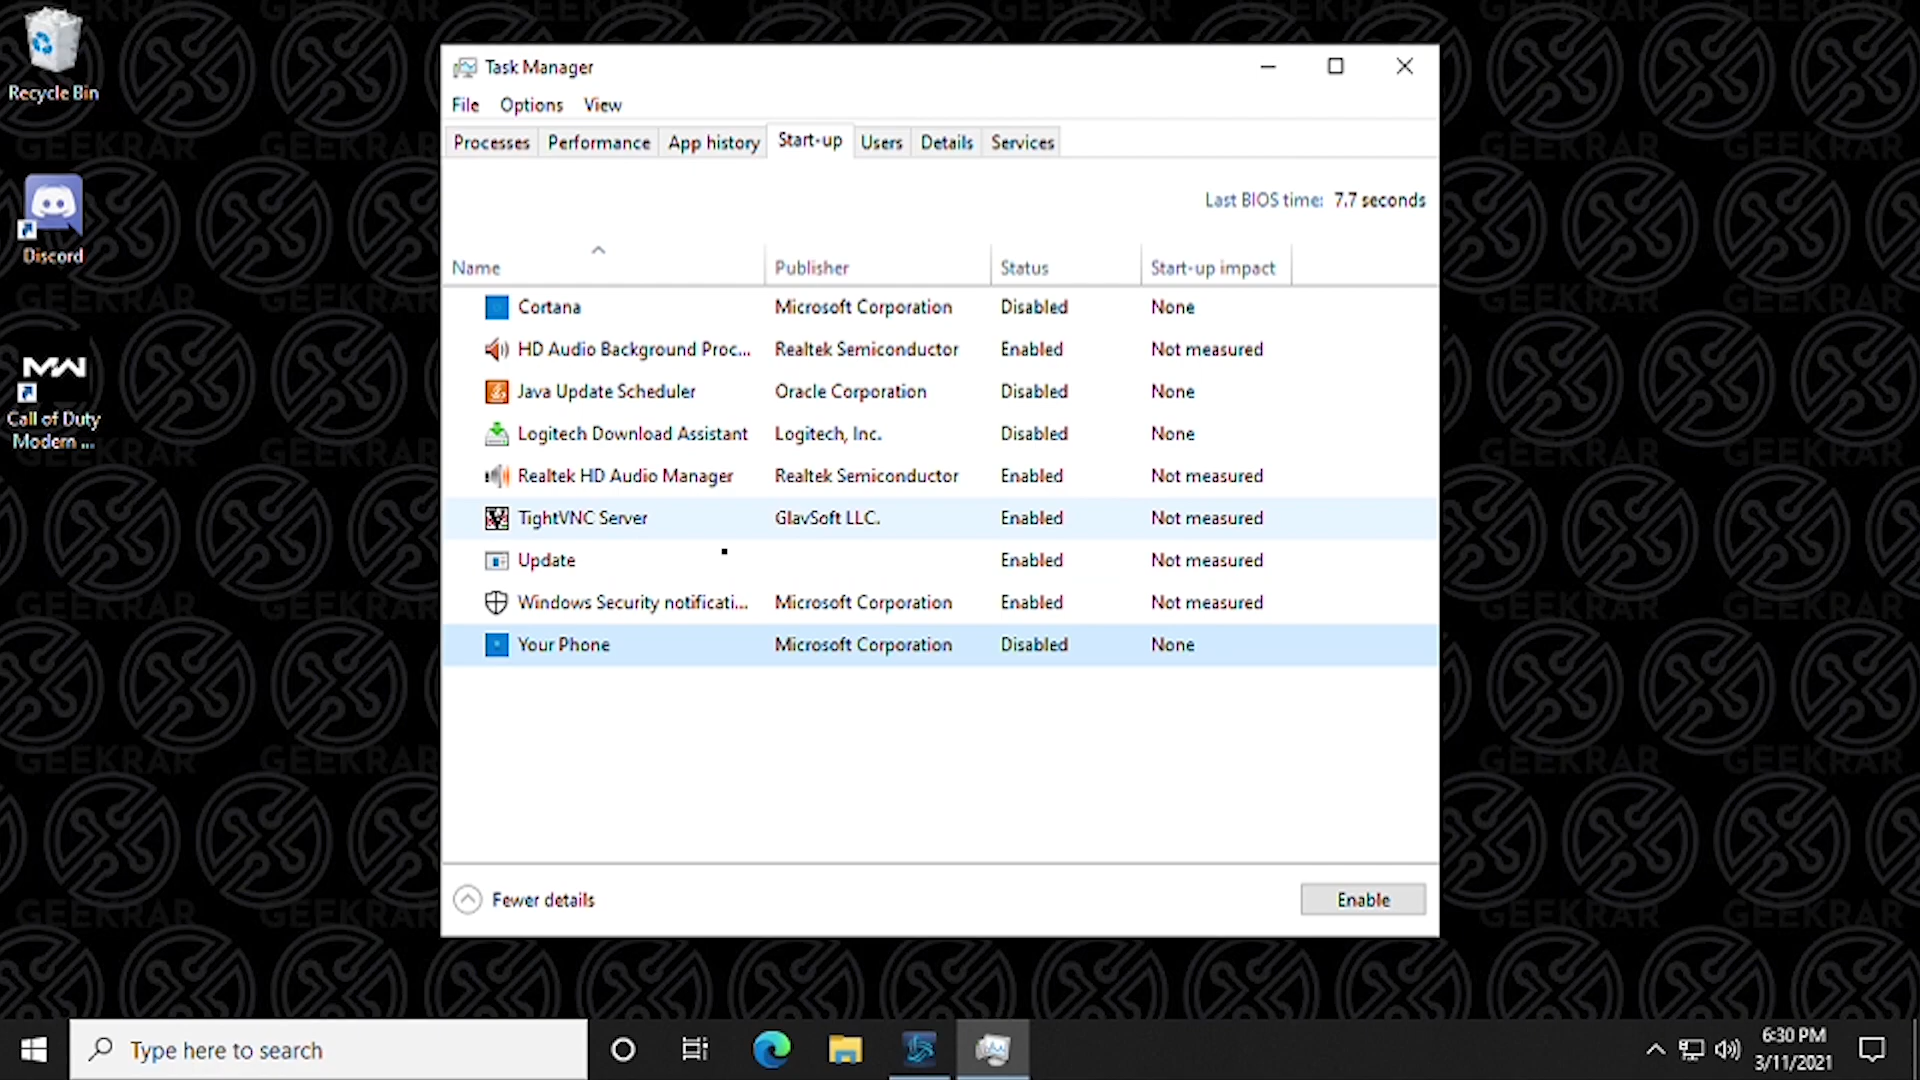 Recycle Bin
Discord
MW
Call of Duty
Modern ...
Task Manager
File Options View
Processes Performance App history Start-up Users Details Services
Last BIOS time: 7.7 seconds
Name Publisher Status Start-up impact
Cortana Microsoft Corporation Disabled None
HD Audio Background Proc... Realtek Semiconductor Enabled Not measured
Java Update Scheduler Oracle Corporation Disabled None
Logitech Download Assistant Logitech, Inc. Disabled None
Realtek HD Audio Manager Realtek Semiconductor Enabled Not measured
TightVNC Server GlavSoft LLC. Enabled Not measured
Update Enabled Not measured
Windows Security notificati... Microsoft Corporation Enabled Not measured
Your Phone Microsoft Corporation Disabled None
Fewer details Enable
GEEKRAR
Type here to search
6:30 PM
3/11/2021